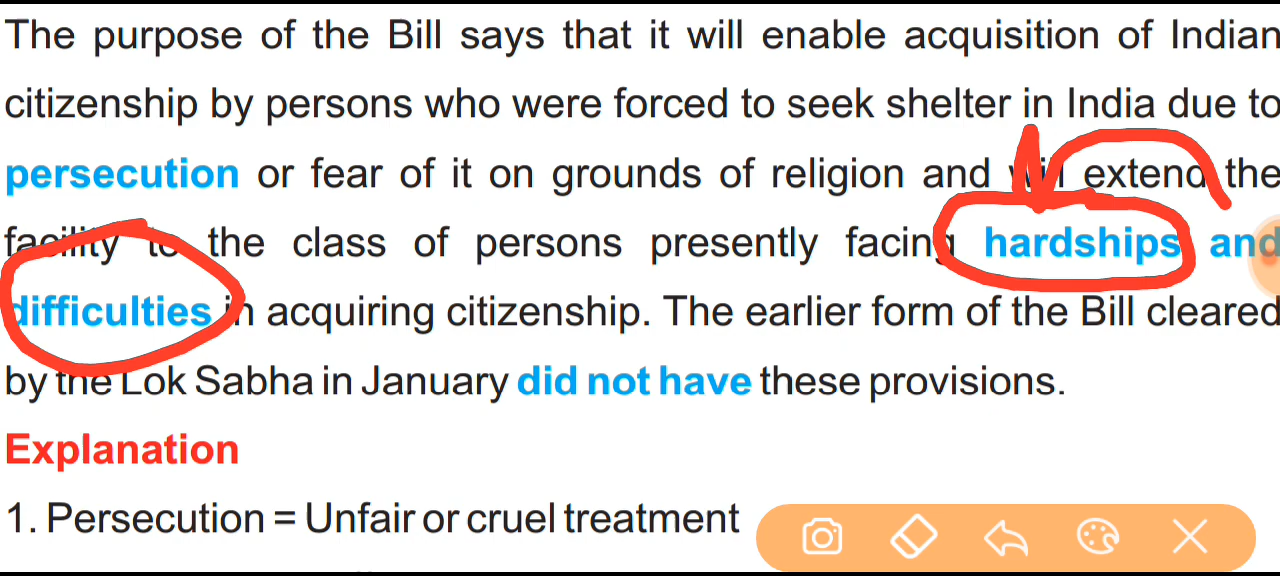 The purpose of the Bill says that it will enable acquisition of Indian
citizenship by persons who were forced to seek shelter in India due to
persecution or fear of it on grounds of religion and will extend the
facility to the class of persons presently facing hardships and
difficulties in acquiring citizenship. The earlier form of the Bill cleared
by the Lok Sabha in January did not have these provisions.
Explanation
1. Persecution = Unfair or cruel treatment